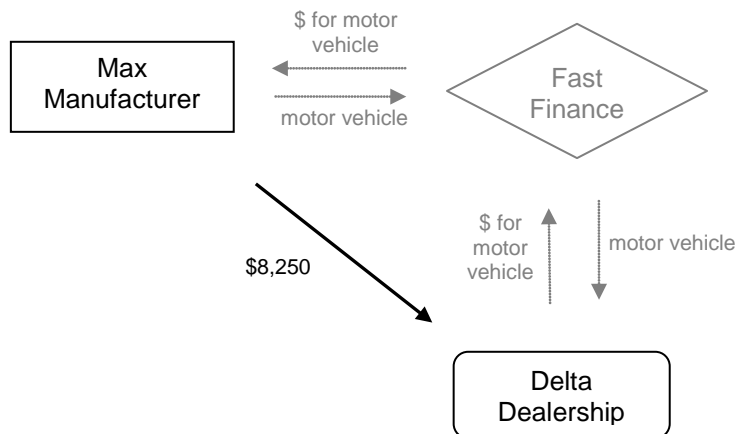 $ for motor
vehicle
Max
Manufacturer
Fast
Finance
motor vehicle
$ for
motor
vehicle
motor vehicle
$8,250
Delta
Dealership